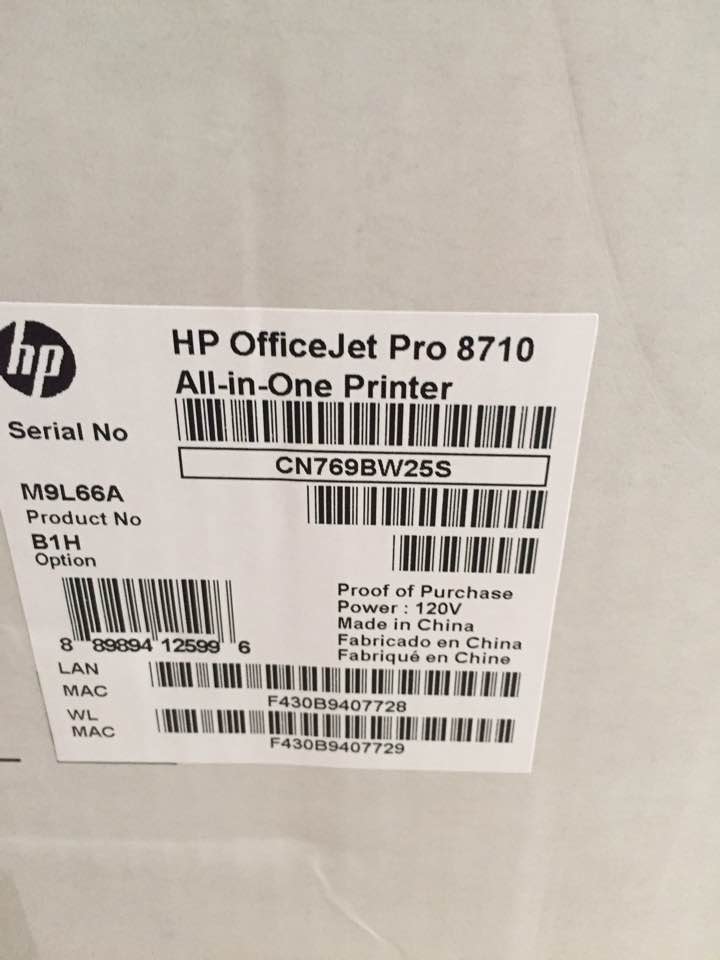 hp
HP OfficeJet Pro 8710
All-in-One Printer
Serial No
CN769BW25S
M9L66A
Product No
B1H
Option
8 89894 12599 6
Proof of Purchase
Power : 120V
Made in China
Fabricado en China
Fabriqué en Chine
LAN
MAC
F430B9407728
WL
MAC
F430B9407729